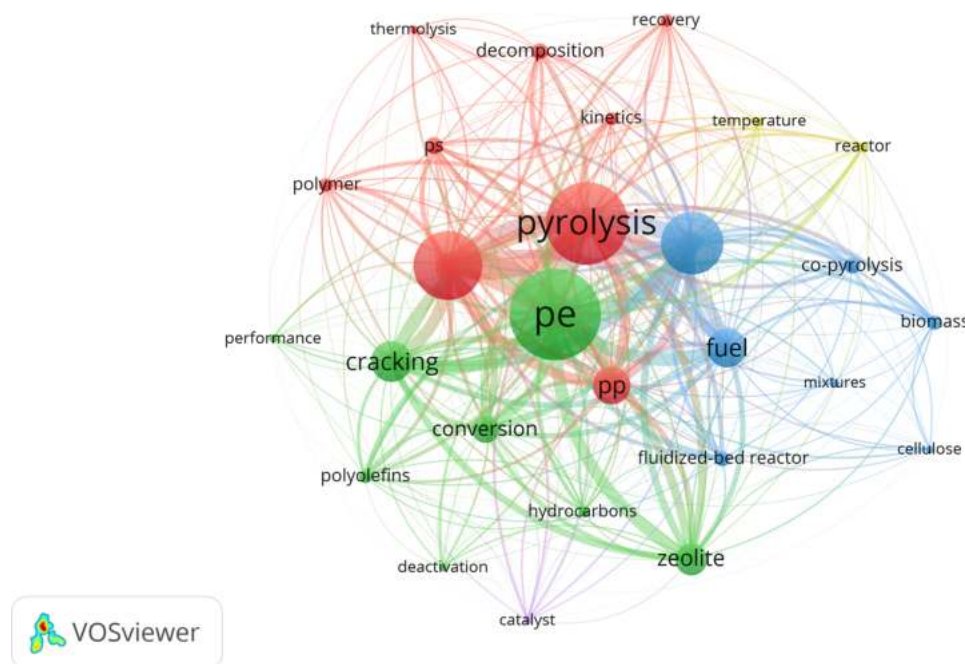 recovery
thermolysis
decomposition
kinetics
temperature
ps
reactor
polymer
pyrolysis
co-pyrolysis
pe
biomass
performance
fuel
cracking
pp
mixtures
conversion
cellulose
fluidized-bed reactor
polyolefins
hydrocarbons
zeolite
deactivation
catalyst
VOSviewer